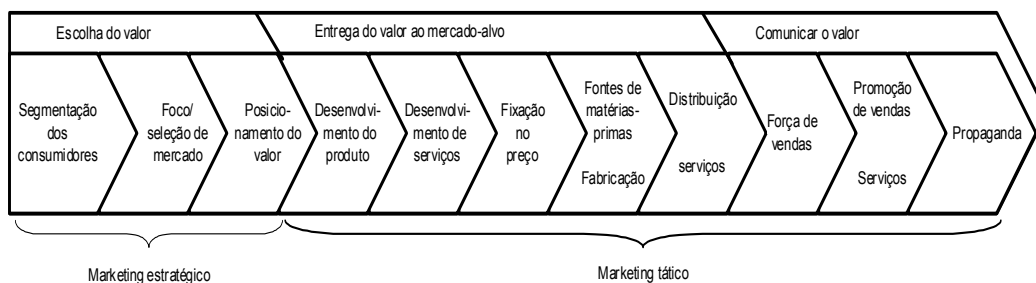 Escolha do valor
Entrega do valor ao mercado-alvo
Comunicar o valor
Segmentação
dos
consumidores
Foco/
seleção de
mercado
Posicio-
namento do
valor
Desenvolvi-
mento do
produto
Desenvolvi-
mento de
serviços
Fixação
no
preço
Fontes de
matérias-
primas
Fabricação
Distribuição
serviços
Força de
vendas
Promoção
de vendas
Serviços
Propaganda
Marketing estratégico
Marketing tático